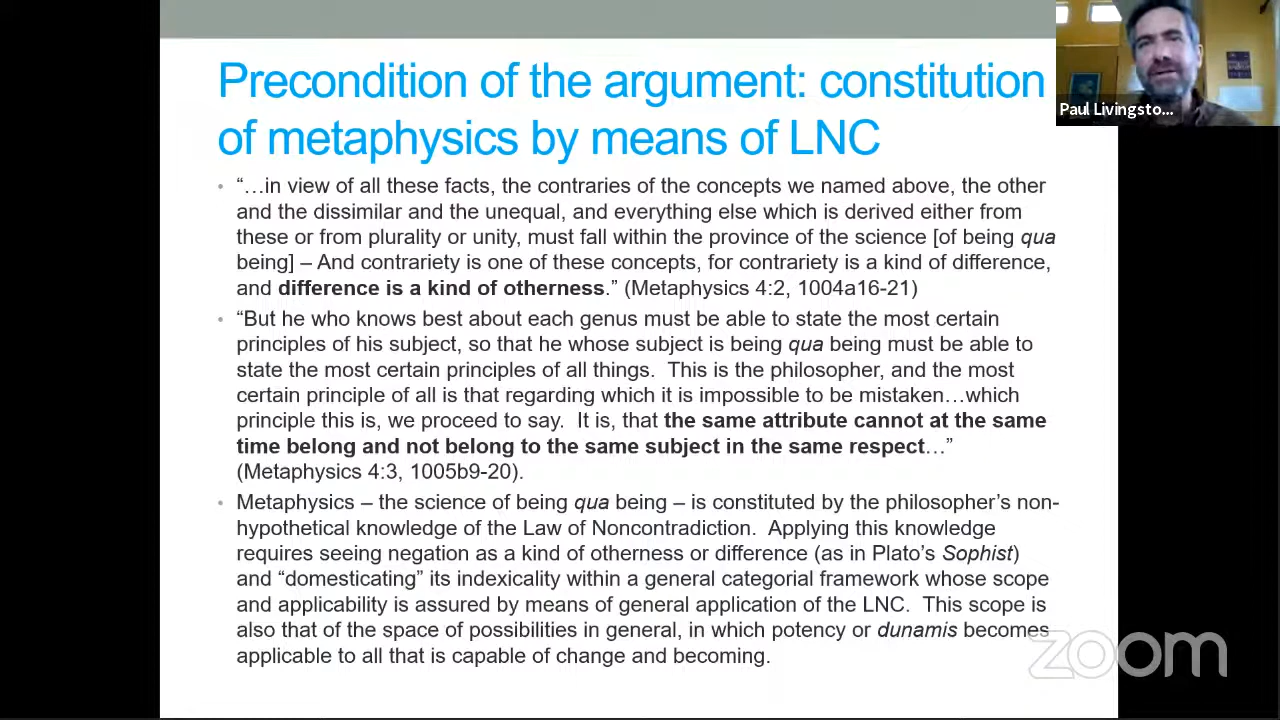 Precondition of the argument: constitution
of metaphysics by means of LNC
Paul Livingsto...
• “…in view of all these facts, the contraries of the concepts we named above, the other
and the dissimilar and the unequal, and everything else which is derived either from
these or from plurality or unity, must fall within the province of the science [of being qua
being] – And contrariety is one of these concepts, for contrariety is a kind of difference,
and difference is a kind of otherness.” (Metaphysics 4:2, 1004a16-21)
• “But he who knows best about each genus must be able to state the most certain
principles of his subject, so that he whose subject is being qua being must be able to
state the most certain principles of all things.  This is the philosopher, and the most
certain principle of all is that regarding which it is impossible to be mistaken…which
principle this is, we proceed to say.  It is, that the same attribute cannot at the same
time belong and not belong to the same subject in the same respect…”
(Metaphysics 4:3, 1005b9-20).
• Metaphysics – the science of being qua being – is constituted by the philosopher’s non-
hypothetical knowledge of the Law of Noncontradiction.  Applying this knowledge
requires seeing negation as a kind of otherness or difference (as in Plato’s Sophist)
and “domesticating” its indexicality within a general categorial framework whose scope
and applicability is assured by means of general application of the LNC.  This scope is
also that of the space of possibilities in general, in which potency or dunamis becomes
applicable to all that is capable of change and becoming.
zoom